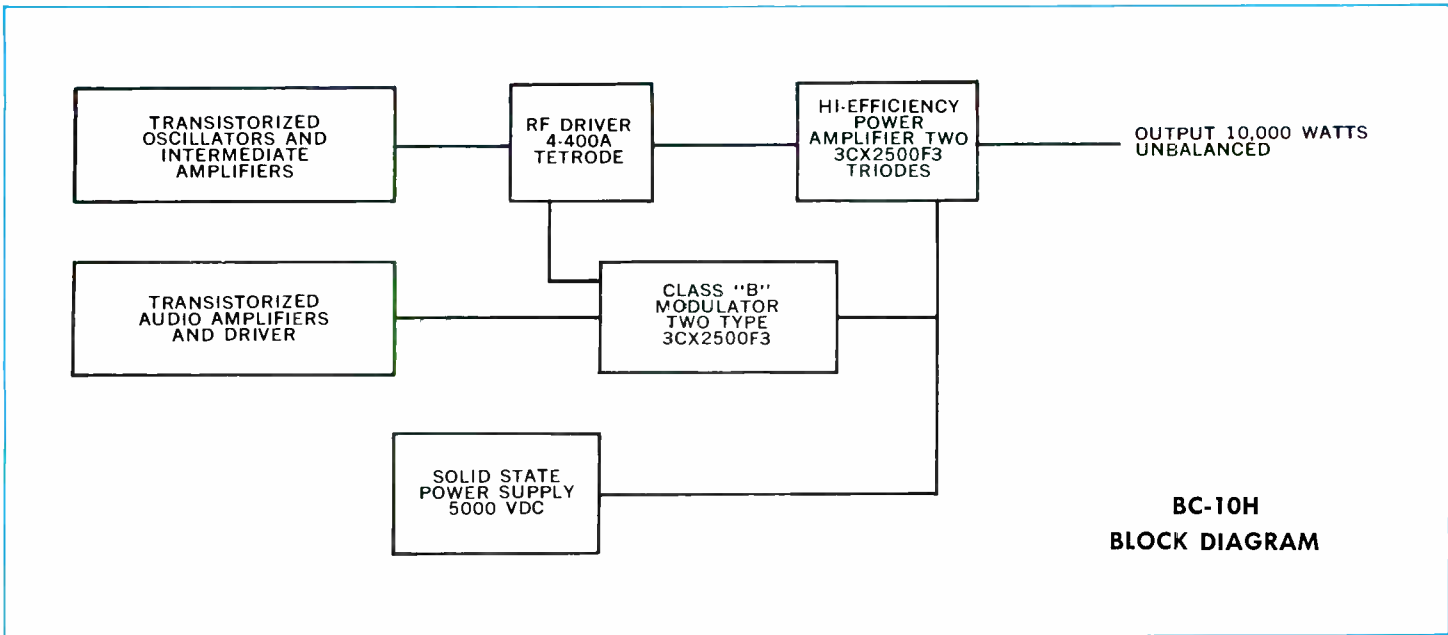 TRANSISTORIZED
OSCILLATORS AND
INTERMEDIATE
AMPLIFIERS
RF DRIVER
4-400A
TETRODE
HI-EFFICIENCY
POWER
AMPLIFIER TWO
3CX2500F3
TRIODES
OUTPUT 10,000 WATTS
UNBALANCED
TRANSISTORIZED
AUDIO AMPLIFIERS
AND DRIVER
CLASS "B"
MODULATOR
TWO TYPE
3CX2500F3
SOLID STATE
POWER SUPPLY
5000 VDC
BC-10H
BLOCK DIAGRAM